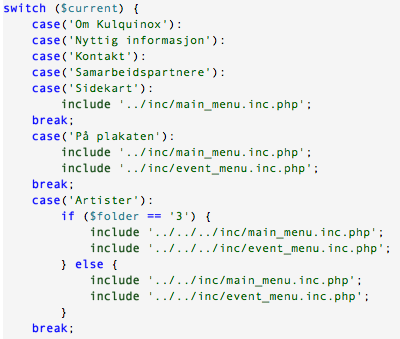 switch ($current) {
    case('Om Kulquinox'):
    case('Nyttig informasjon'):
    case('Kontakt'):
    case('Samarbeidspartnere'):
    case('Sidekart'):
        include '../inc/main_menu.inc.php';
    break;
    case('På plakaten'):
        include '../inc/main_menu.inc.php';
        include '../inc/event_menu.inc.php';
    break;
    case('Artister'):
        if ($folder == '3') {
            include '../../../inc/main_menu.inc.php';
            include '../../../inc/event_menu.inc.php';
        } else {
            include '../../inc/main_menu.inc.php';
            include '../../inc/event_menu.inc.php';
        }
    break;